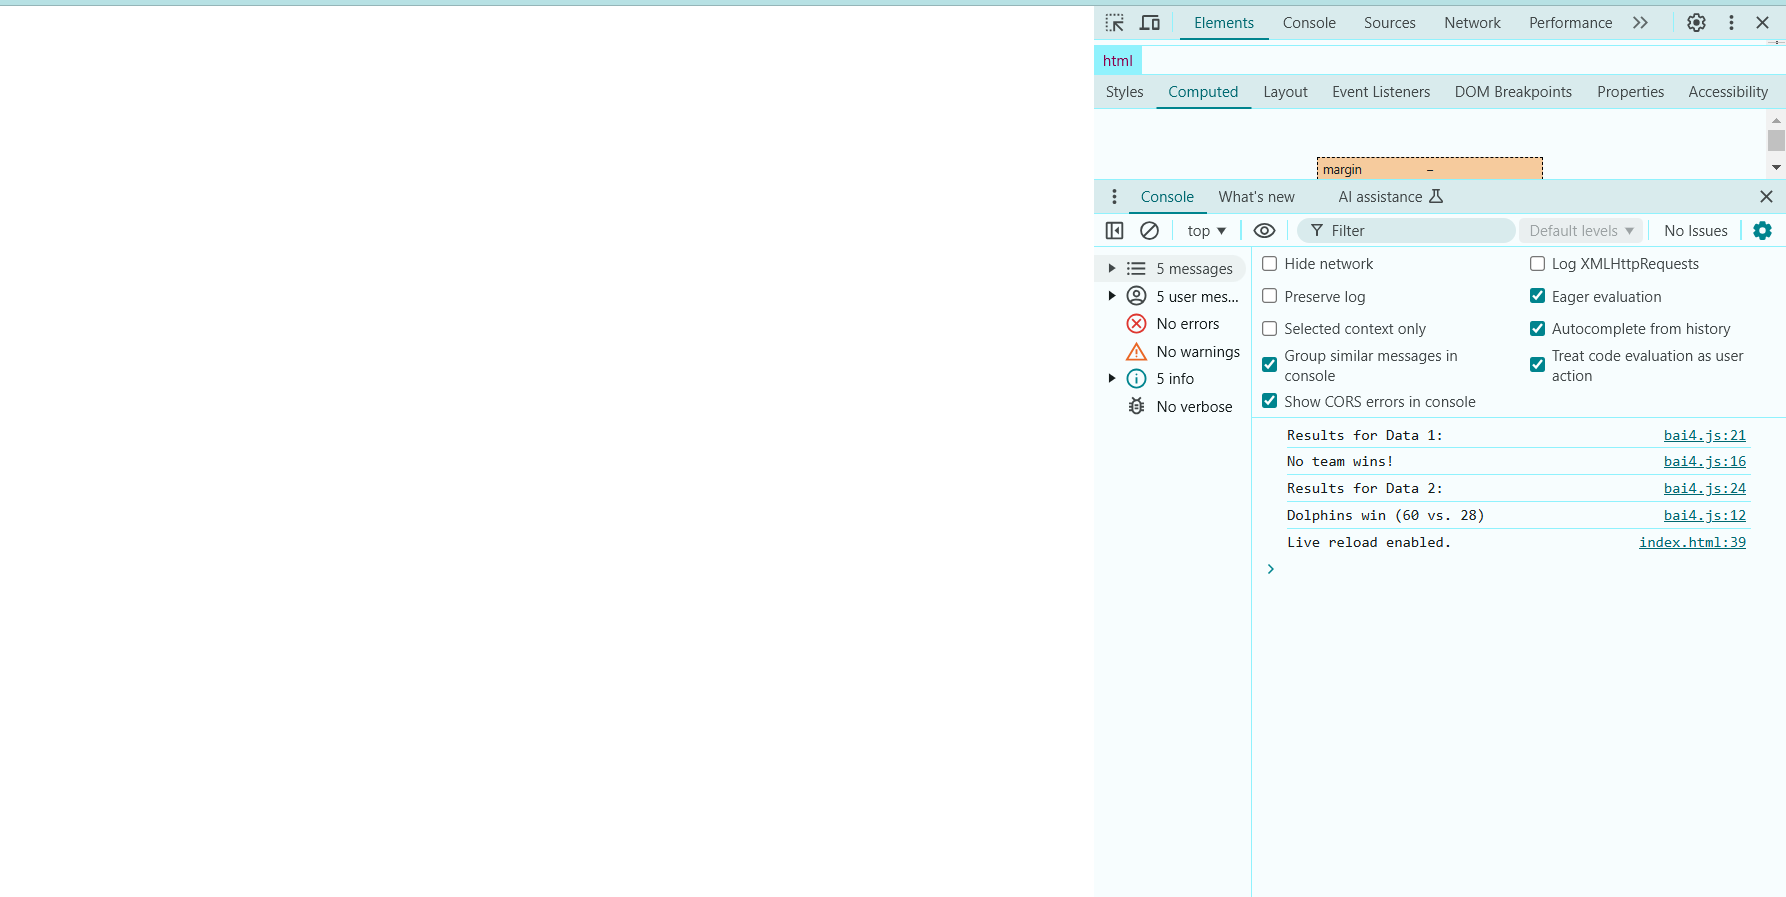 Elements Console Sources Network Performance
html
Styles Computed Layout Event Listeners DOM Breakpoints Properties Accessibility
margin –
Console What's new AI assistance
top ▼ Filter Default levels ▼ No Issues
5 messages
5 user mes...
No errors
No warnings
5 info
No verbose
Hide network Log XMLHttpRequests
Preserve log Eager evaluation
Selected context only Autocomplete from history
Group similar messages in console Treat code evaluation as user action
Show CORS errors in console
Results for Data 1: bai4.js:21
No team wins! bai4.js:16
Results for Data 2: bai4.js:24
Dolphins win (60 vs. 28) bai4.js:12
Live reload enabled. index.html:39